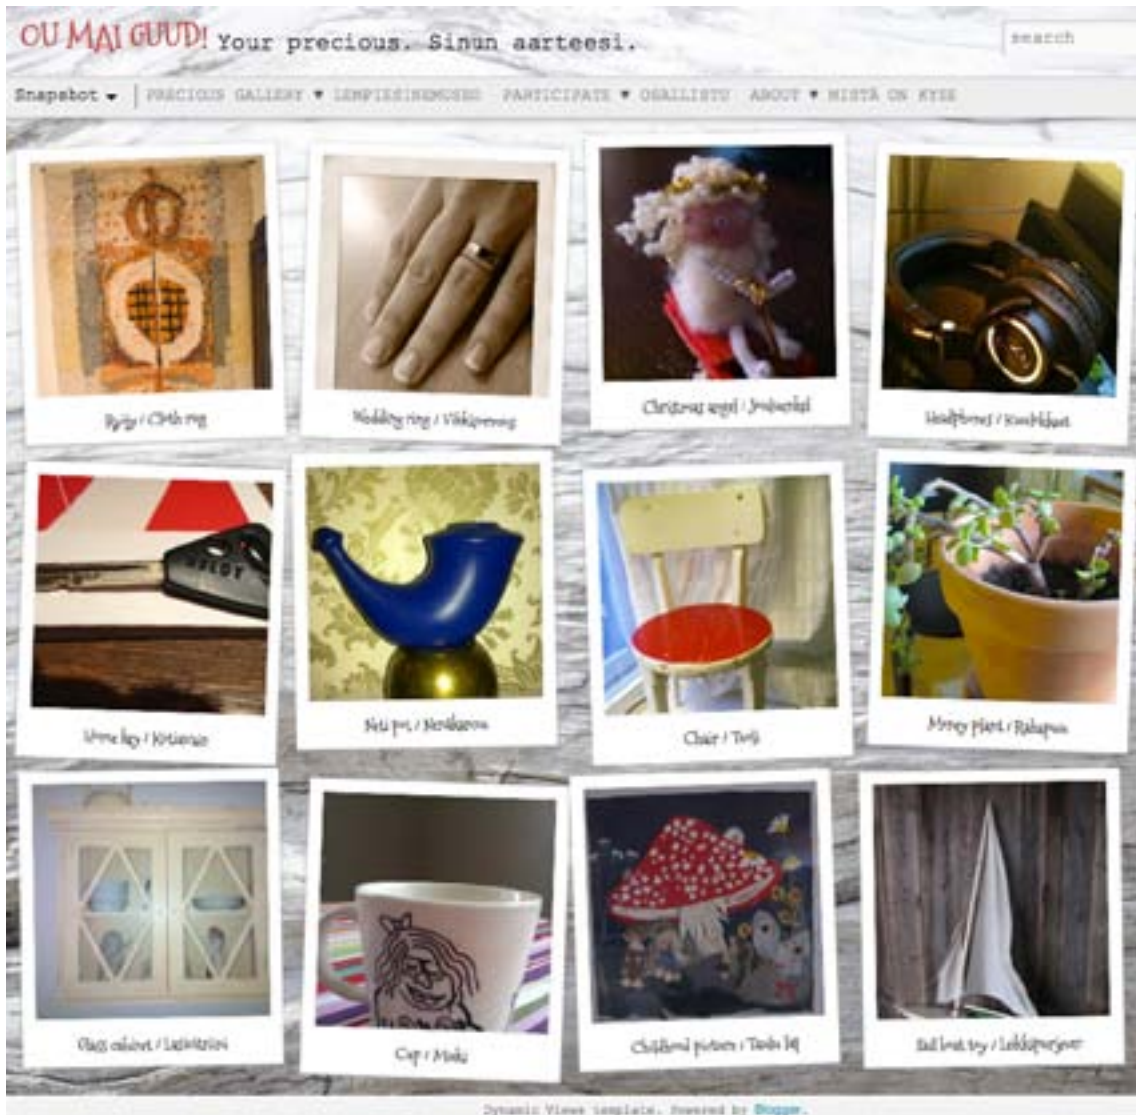 OU MAI GUUD! Your precious. Sinun aarteesi.
search
Snapshot PRECIOUS GALLERY ♥ LEMPIESINEMUSEO PARTICIPATE ♥ OSALLISTU ABOUT ♥ MISTÄ ON KYSE
Ryijy / Cloth rug
Wedding ring / Vihkisormus
Christmas angel / Jouluenkeli
Headphones / Kuulokkeet
Home key / Kotiavain
Neti pot / Nenäkannu
Chair / Tuoli
Money plant / Rahapuu
Glass cabinet / Lasivitriini
Cup / Muki
Childhood picture / Taulu
Sail boat toy /
Dynamic Views template. Powered by Blogger.